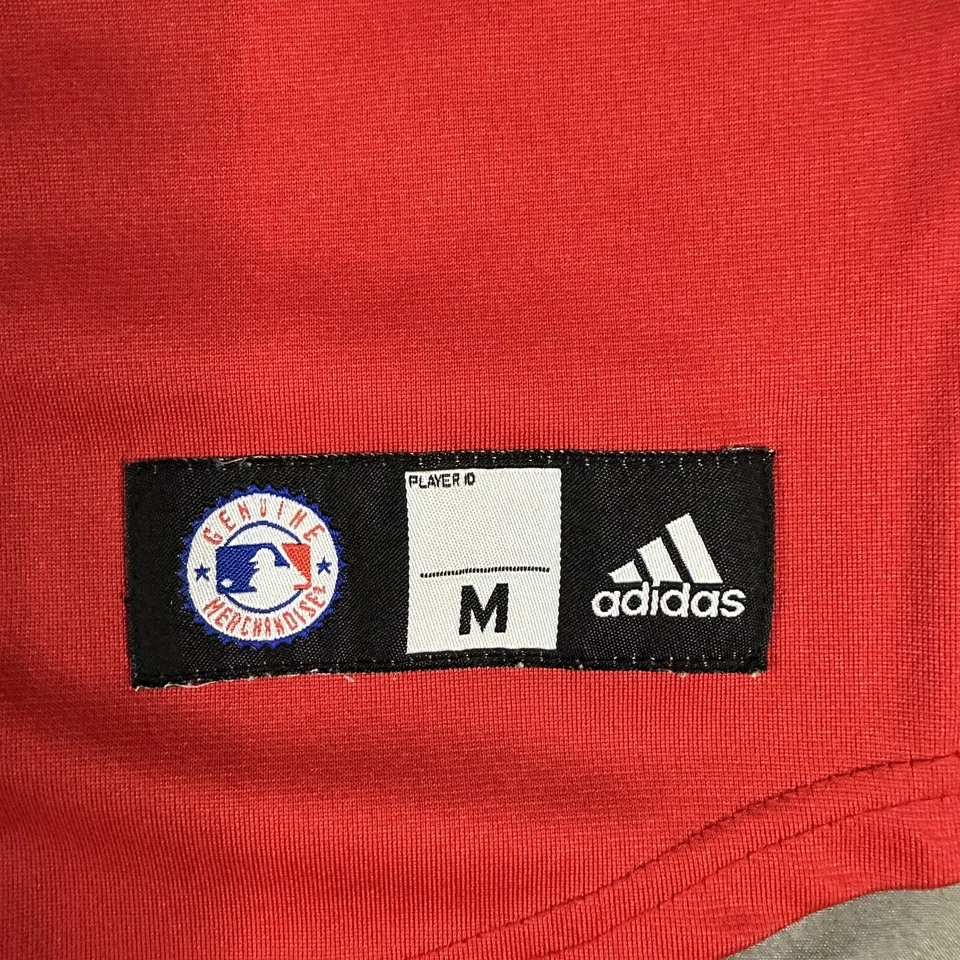 GENUINE
MERCHANDISE
PLAYER ID
M
adidas